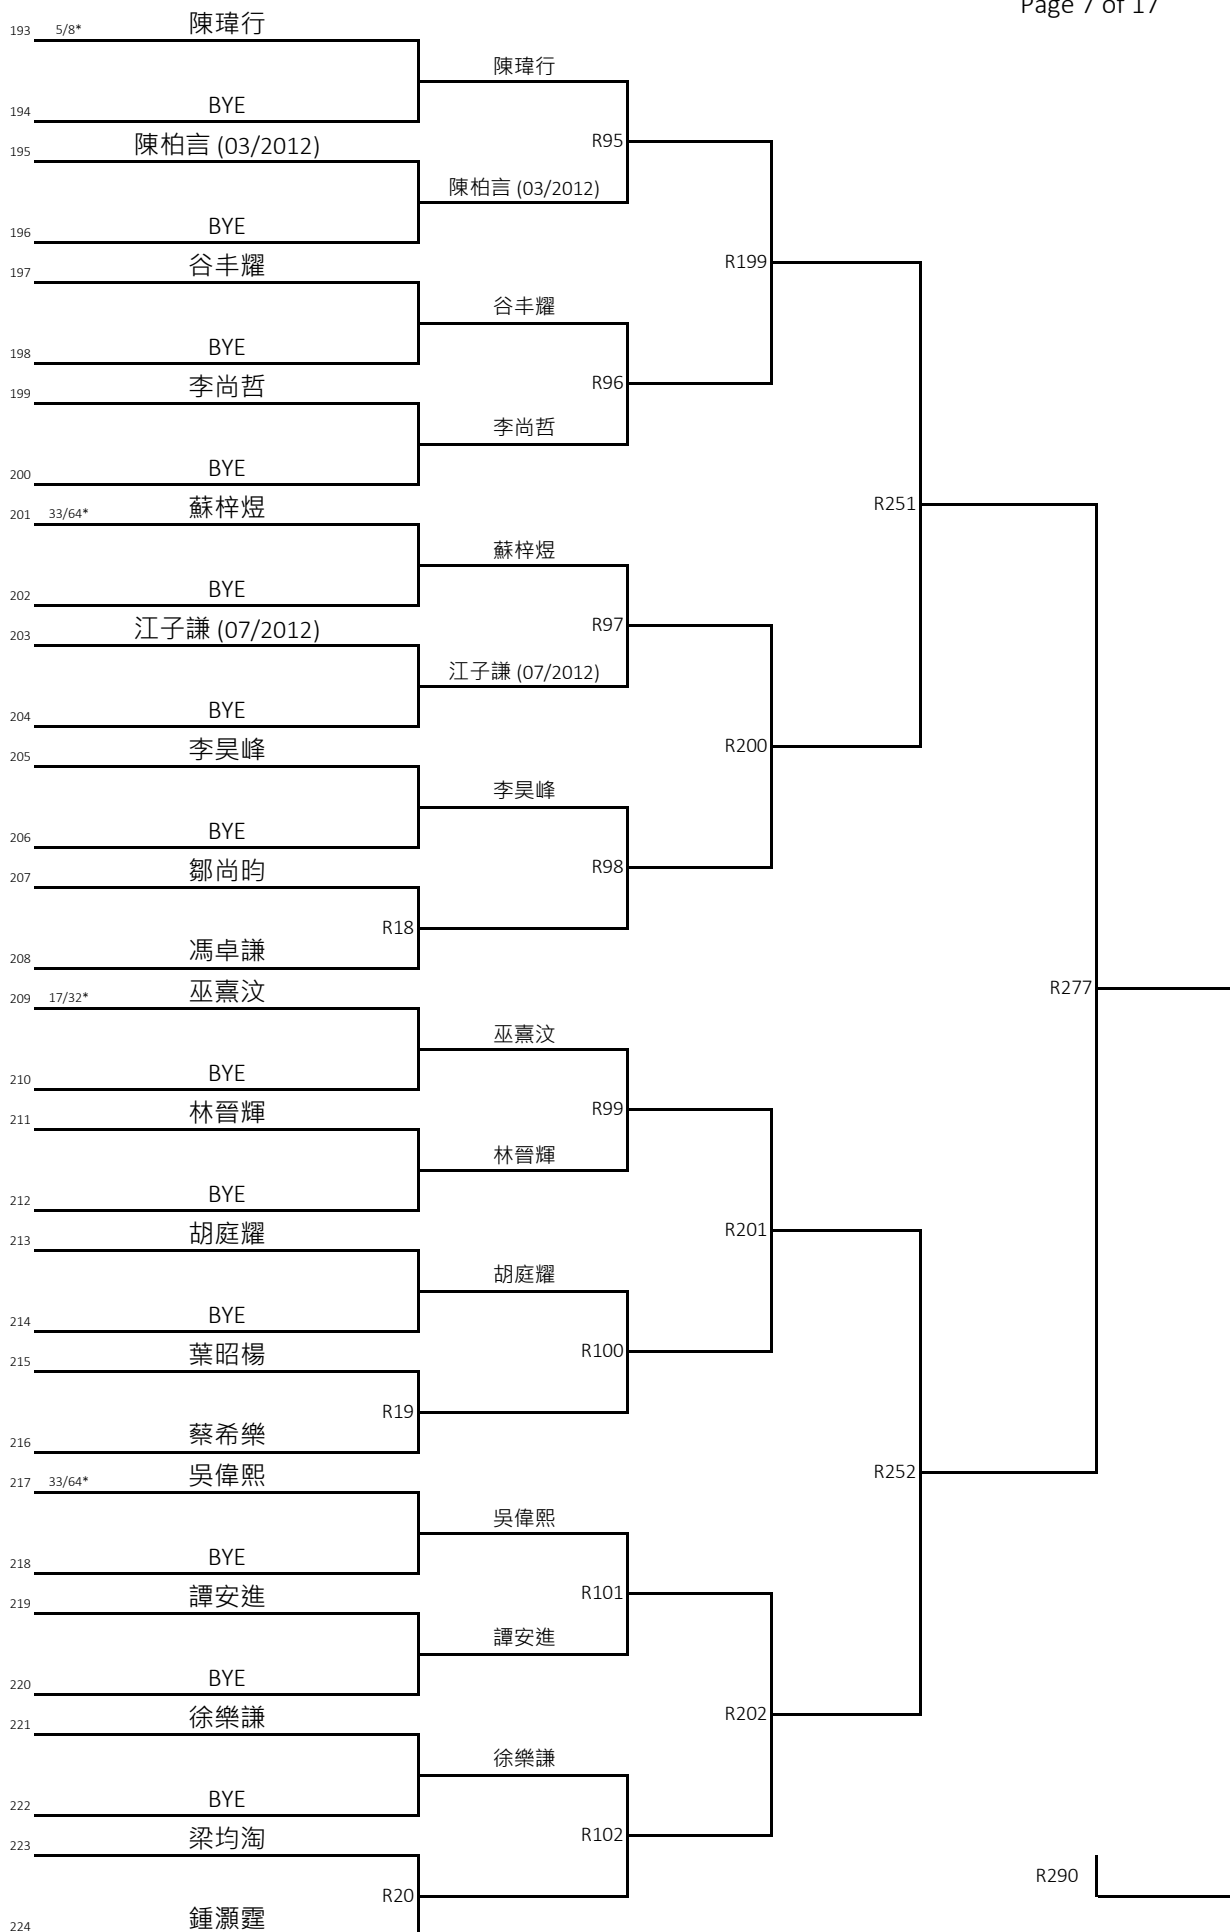 Page 7 of 17
193 5/8* 陳瑋行
陳瑋行
194 BYE
R95
195 陳柏言 (03/2012)
陳柏言 (03/2012)
196 BYE
R199
197 谷丰耀
谷丰耀
198 BYE
R96
199 李尚哲
李尚哲
200 BYE
R251
201 33/64* 蘇梓煜
蘇梓煜
202 BYE
R97
203 江子謙 (07/2012)
江子謙 (07/2012)
204 BYE
R200
205 李昊峰
李昊峰
206 BYE
R98
207 鄒尚昀
R18
208 馮卓謙
R277
209 17/32* 巫熹汶
巫熹汶
210 BYE
R99
211 林晉輝
林晉輝
212 BYE
R201
213 胡庭耀
胡庭耀
214 BYE
R100
215 葉昭楊
R19
216 蔡希樂
R252
217 33/64* 吳偉熙
吳偉熙
218 BYE
R101
219 譚安進
譚安進
220 BYE
R202
221 徐樂謙
徐樂謙
222 BYE
R102
223 梁均淘
R290
R20
224 鍾灝霆